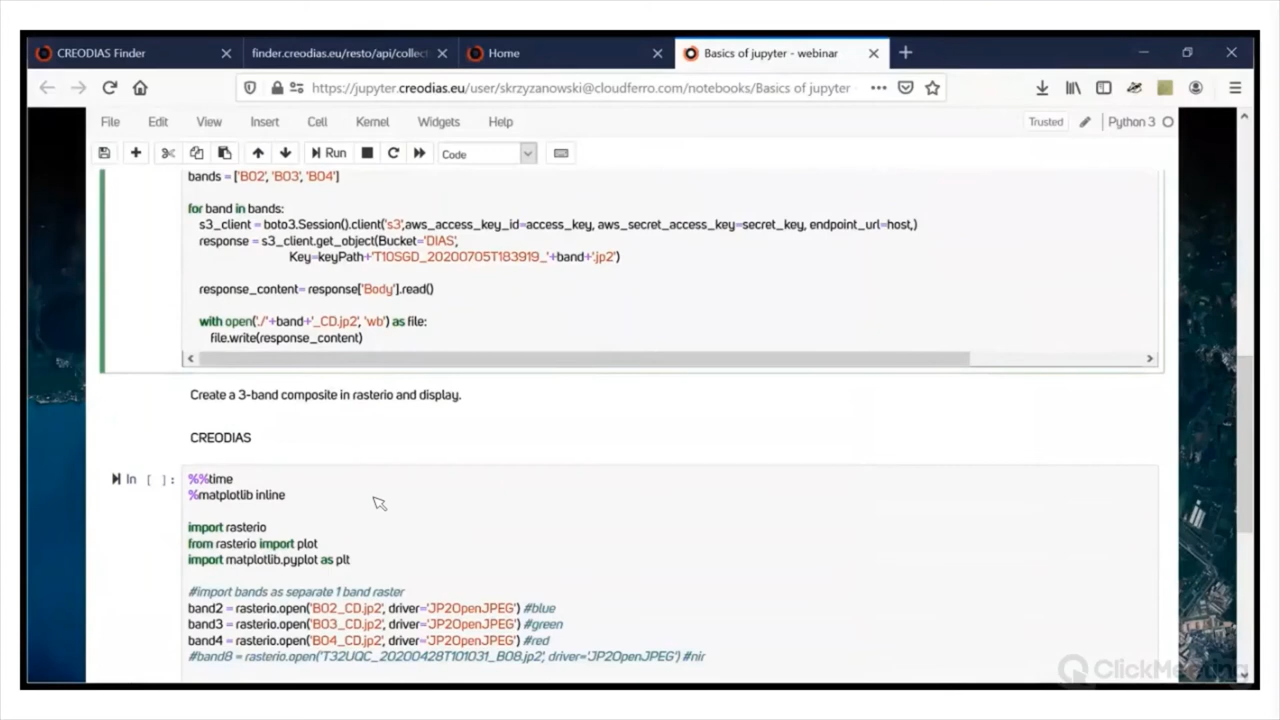 CREODIAS Finder
finder.creodias.eu/resto/api/collect
Home
Basics of jupyter - webinar
https://jupyter.creodias.eu/user/skrzyzanowski@cloudferro.com/notebooks/Basics of jupyter
File Edit View Insert Cell Kernel Widgets Help
Trusted
Python 3
Run
Code
bands = ['B02', 'B03', 'B04']
for band in bands:
s3_client = boto3.Session().client('s3',aws_access_key_id=access_key, aws_secret_access_key=secret_key, endpoint_url=host,)
response = s3_client.get_object(Bucket='DIAS',
Key=keyPath+'T10SGD_20200705T183919_'+band+'.jp2')
response_content= response['Body'].read()
with open('./'+band+'_CD.jp2', 'wb') as file:
file.write(response_content)
Create a 3-band composite in rasterio and display.
CREODIAS
In [ ]:
%%time
%matplotlib inline
import rasterio
from rasterio import plot
import matplotlib.pyplot as plt
#import bands as separate 1 band raster
band2 = rasterio.open('B02_CD.jp2', driver='JP2OpenJPEG') #blue
band3 = rasterio.open('B03_CD.jp2', driver='JP2OpenJPEG') #green
band4 = rasterio.open('B04_CD.jp2', driver='JP2OpenJPEG') #red
#band8 = rasterio.open('T32UQC_20200428T101031_B08.jp2', driver='JP2OpenJPEG') #nir
ClickMeeting